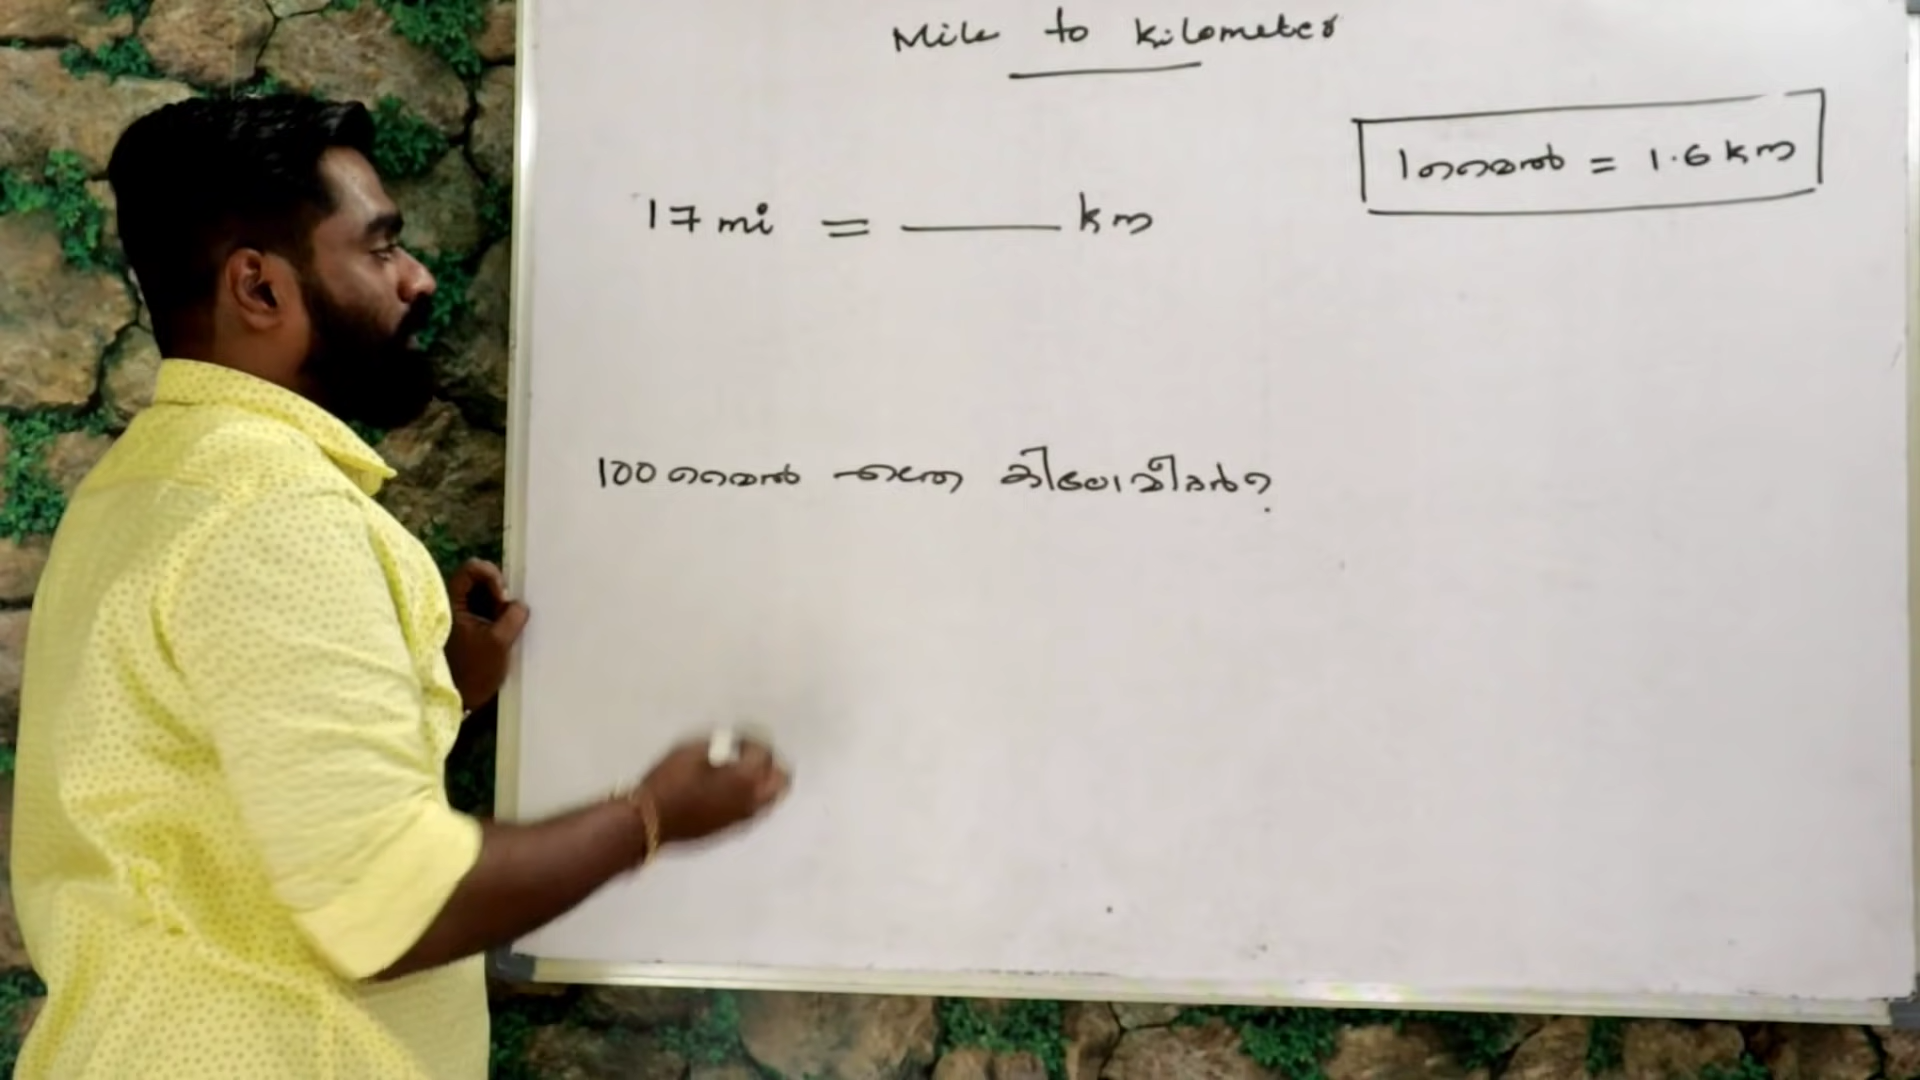 Mile to Kilometer
1 മൈൽ = 1.6 km
17 mi = ____ km
100 മൈൽ എത്ര കിലോമീറ്റർ?